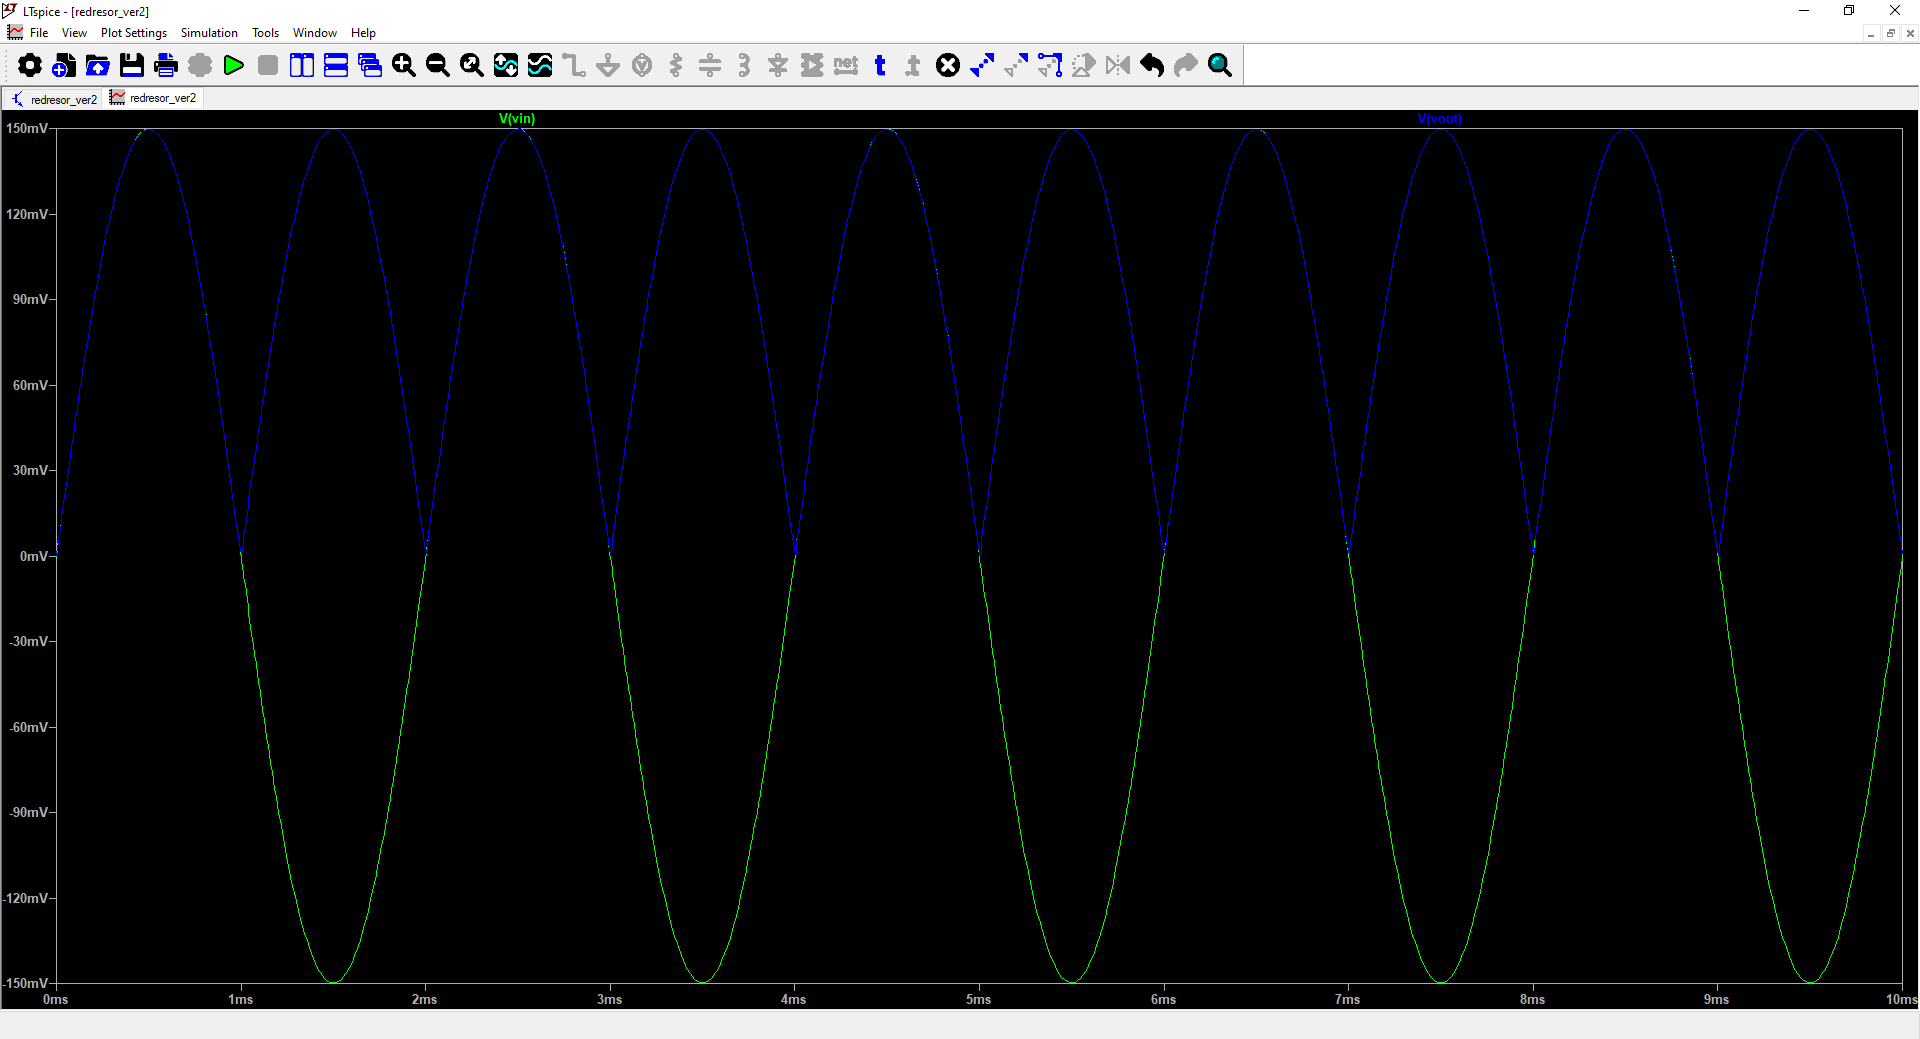 LTspice - [redresor_ver2]
File View Plot Settings Simulation Tools Window Help
net
redresor_ver2 redresor_ver2
V(vin) V(vout)
150mV
120mV
90mV
60mV
30mV
0mV
-30mV
-60mV
-90mV
-120mV
-150mV
0ms 1ms 2ms 3ms 4ms 5ms 6ms 7ms 8ms 9ms 10ms